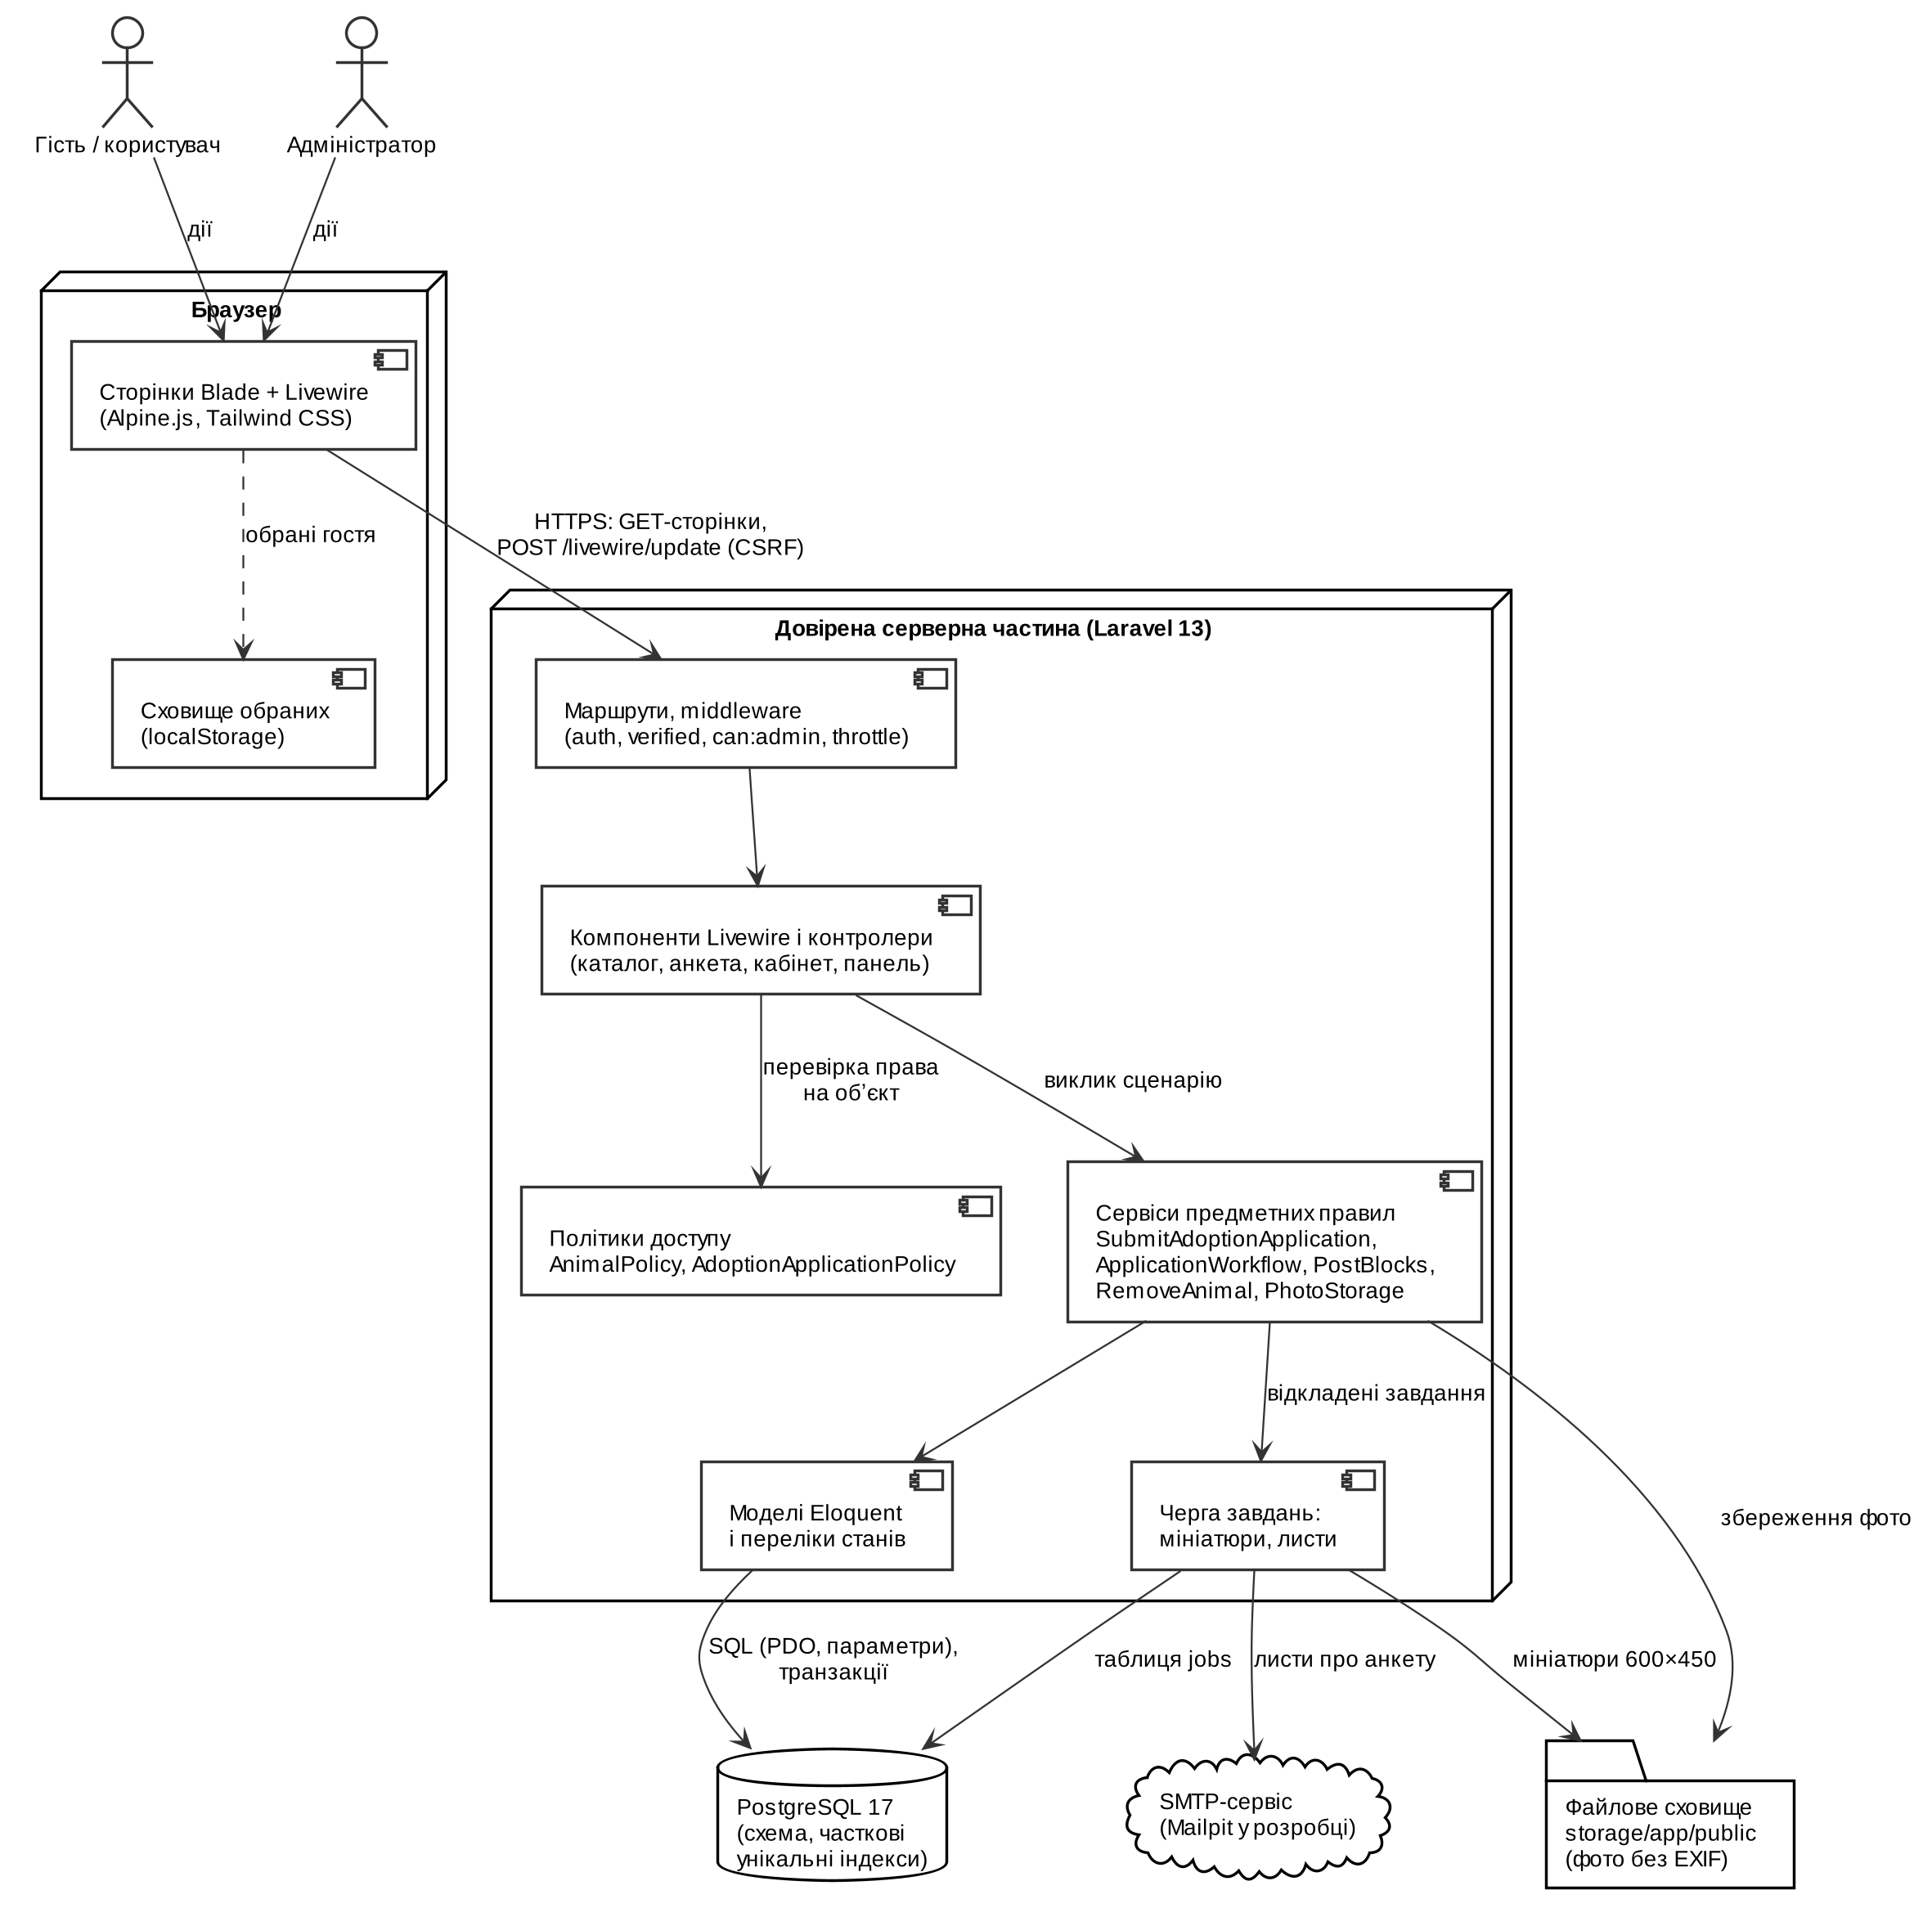 Гість / користувач
Адміністратор
дії
дії
Браузер
Сторінки Blade + Livewire
(Alpine.js, Tailwind CSS)
обрані гостя
HTTPS: GET-сторінки,
POST /livewire/update (CSRF)
Довірена серверна частина (Laravel 13)
Сховище обраних
(localStorage)
Маршрути, middleware
(auth, verified, can:admin, throttle)
Компоненти Livewire і контролери
(каталог, анкета, кабінет, панель)
перевірка права
на об’єкт
виклик сценарію
Політики доступу
AnimalPolicy, AdoptionApplicationPolicy
Сервіси предметних правил
SubmitAdoptionApplication,
ApplicationWorkflow, PostBlocks,
RemoveAnimal, PhotoStorage
відкладені завдання
Моделі Eloquent
і переліки станів
Черга завдань:
мініатюри, листи
збереження фото
SQL (PDO, параметри),
транзакції
таблиця jobs
листи про анкету
мініатюри 600×450
PostgreSQL 17
(схема, часткові
унікальні індекси)
SMTP-сервіс
(Mailpit у розробці)
Файлове сховище
storage/app/public
(фото без EXIF)